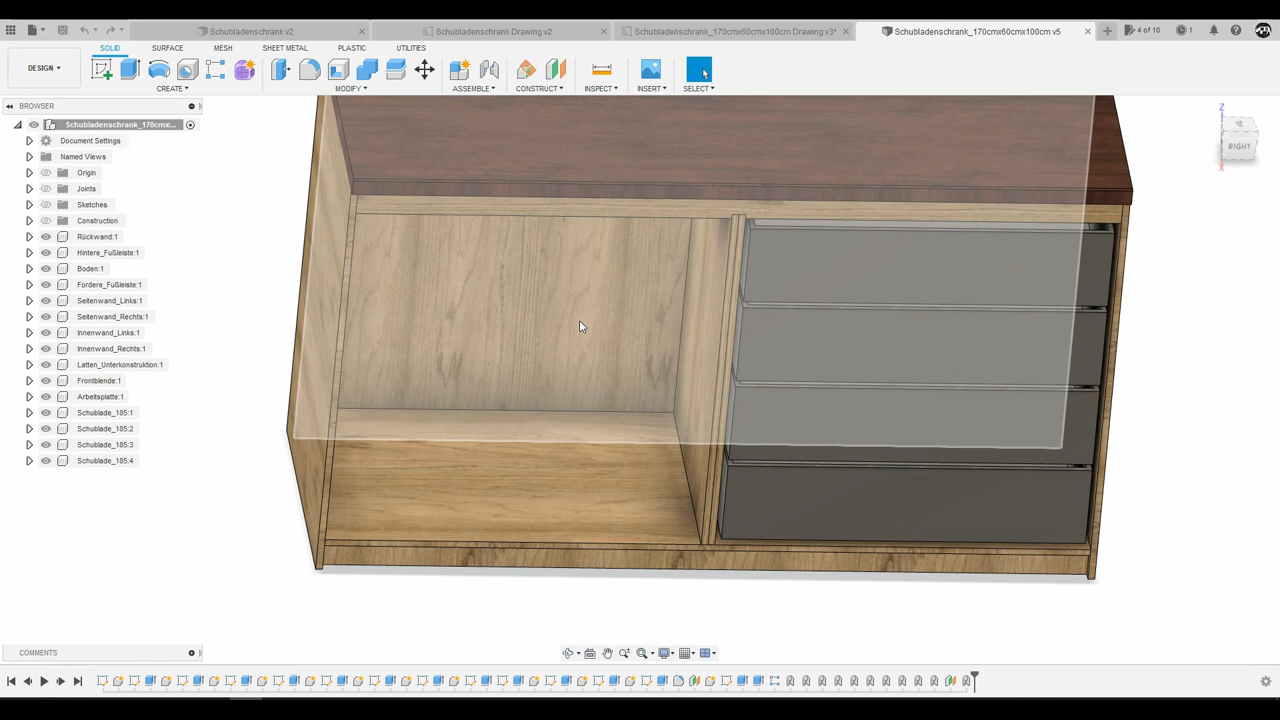 Schubladenschrank v2
Schubladenschrank Drawing v2
Schubladenschrank_170cmx60cmx100cm Drawing v3*
Schubladenschrank_170cmx60cmx100cm v5
4 of 10
1
SOLID
SURFACE
MESH
SHEET METAL
PLASTIC
UTILITIES
DESIGN
CREATE
MODIFY
ASSEMBLE
CONSTRUCT
INSPECT
INSERT
SELECT
BROWSER
Schubladenschrank_170cmx...
Document Settings
Named Views
Origin
Joints
Sketches
Construction
Rückwand:1
Hintere_Fußleiste:1
Boden:1
Fordere_Fußleiste:1
Seitenwand_Links:1
Seitenwand_Rechts:1
Innenwand_Links:1
Innenwand_Rechts:1
Latten_Unterkonstruktion:1
Frontblende:1
Arbeitsplatte:1
Schublade_185:1
Schublade_185:2
Schublade_185:3
Schublade_185:4
Z
RIGHT
X
COMMENTS